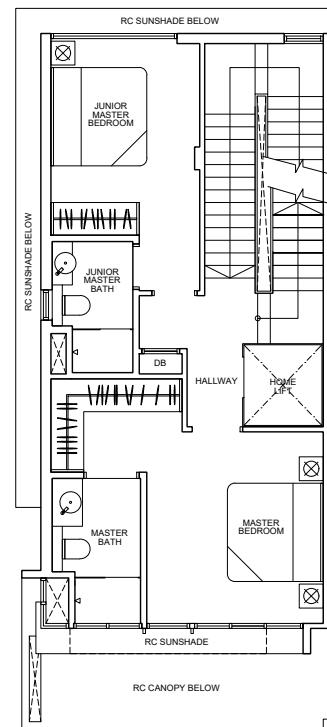 RC SUNSHADE BELOW
JUNIOR
MASTER
BEDROOM
RC SUNSHADE BELOW
JUNIOR
MASTER
BATH
DB
HALLWAY
HOME
LIFT
MASTER
BATH
MASTER
BEDROOM
RC SUNSHADE
RC CANOPY BELOW